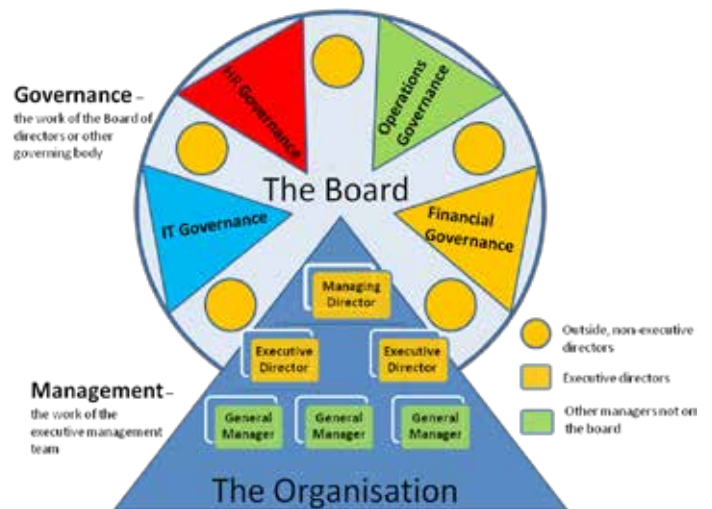 HR Governance
Operations
Governance
Governance –
the work of the Board of
directors or other
governing body
The Board
IT Governance
Financial
Governance
Managing
Director
Executive
Director
Executive
Director
Outside, non-executive
directors
Executive directors
Other managers not on
the board
Management –
the work of the
executive management
team
General
Manager
General
Manager
General
Manager
The Organisation